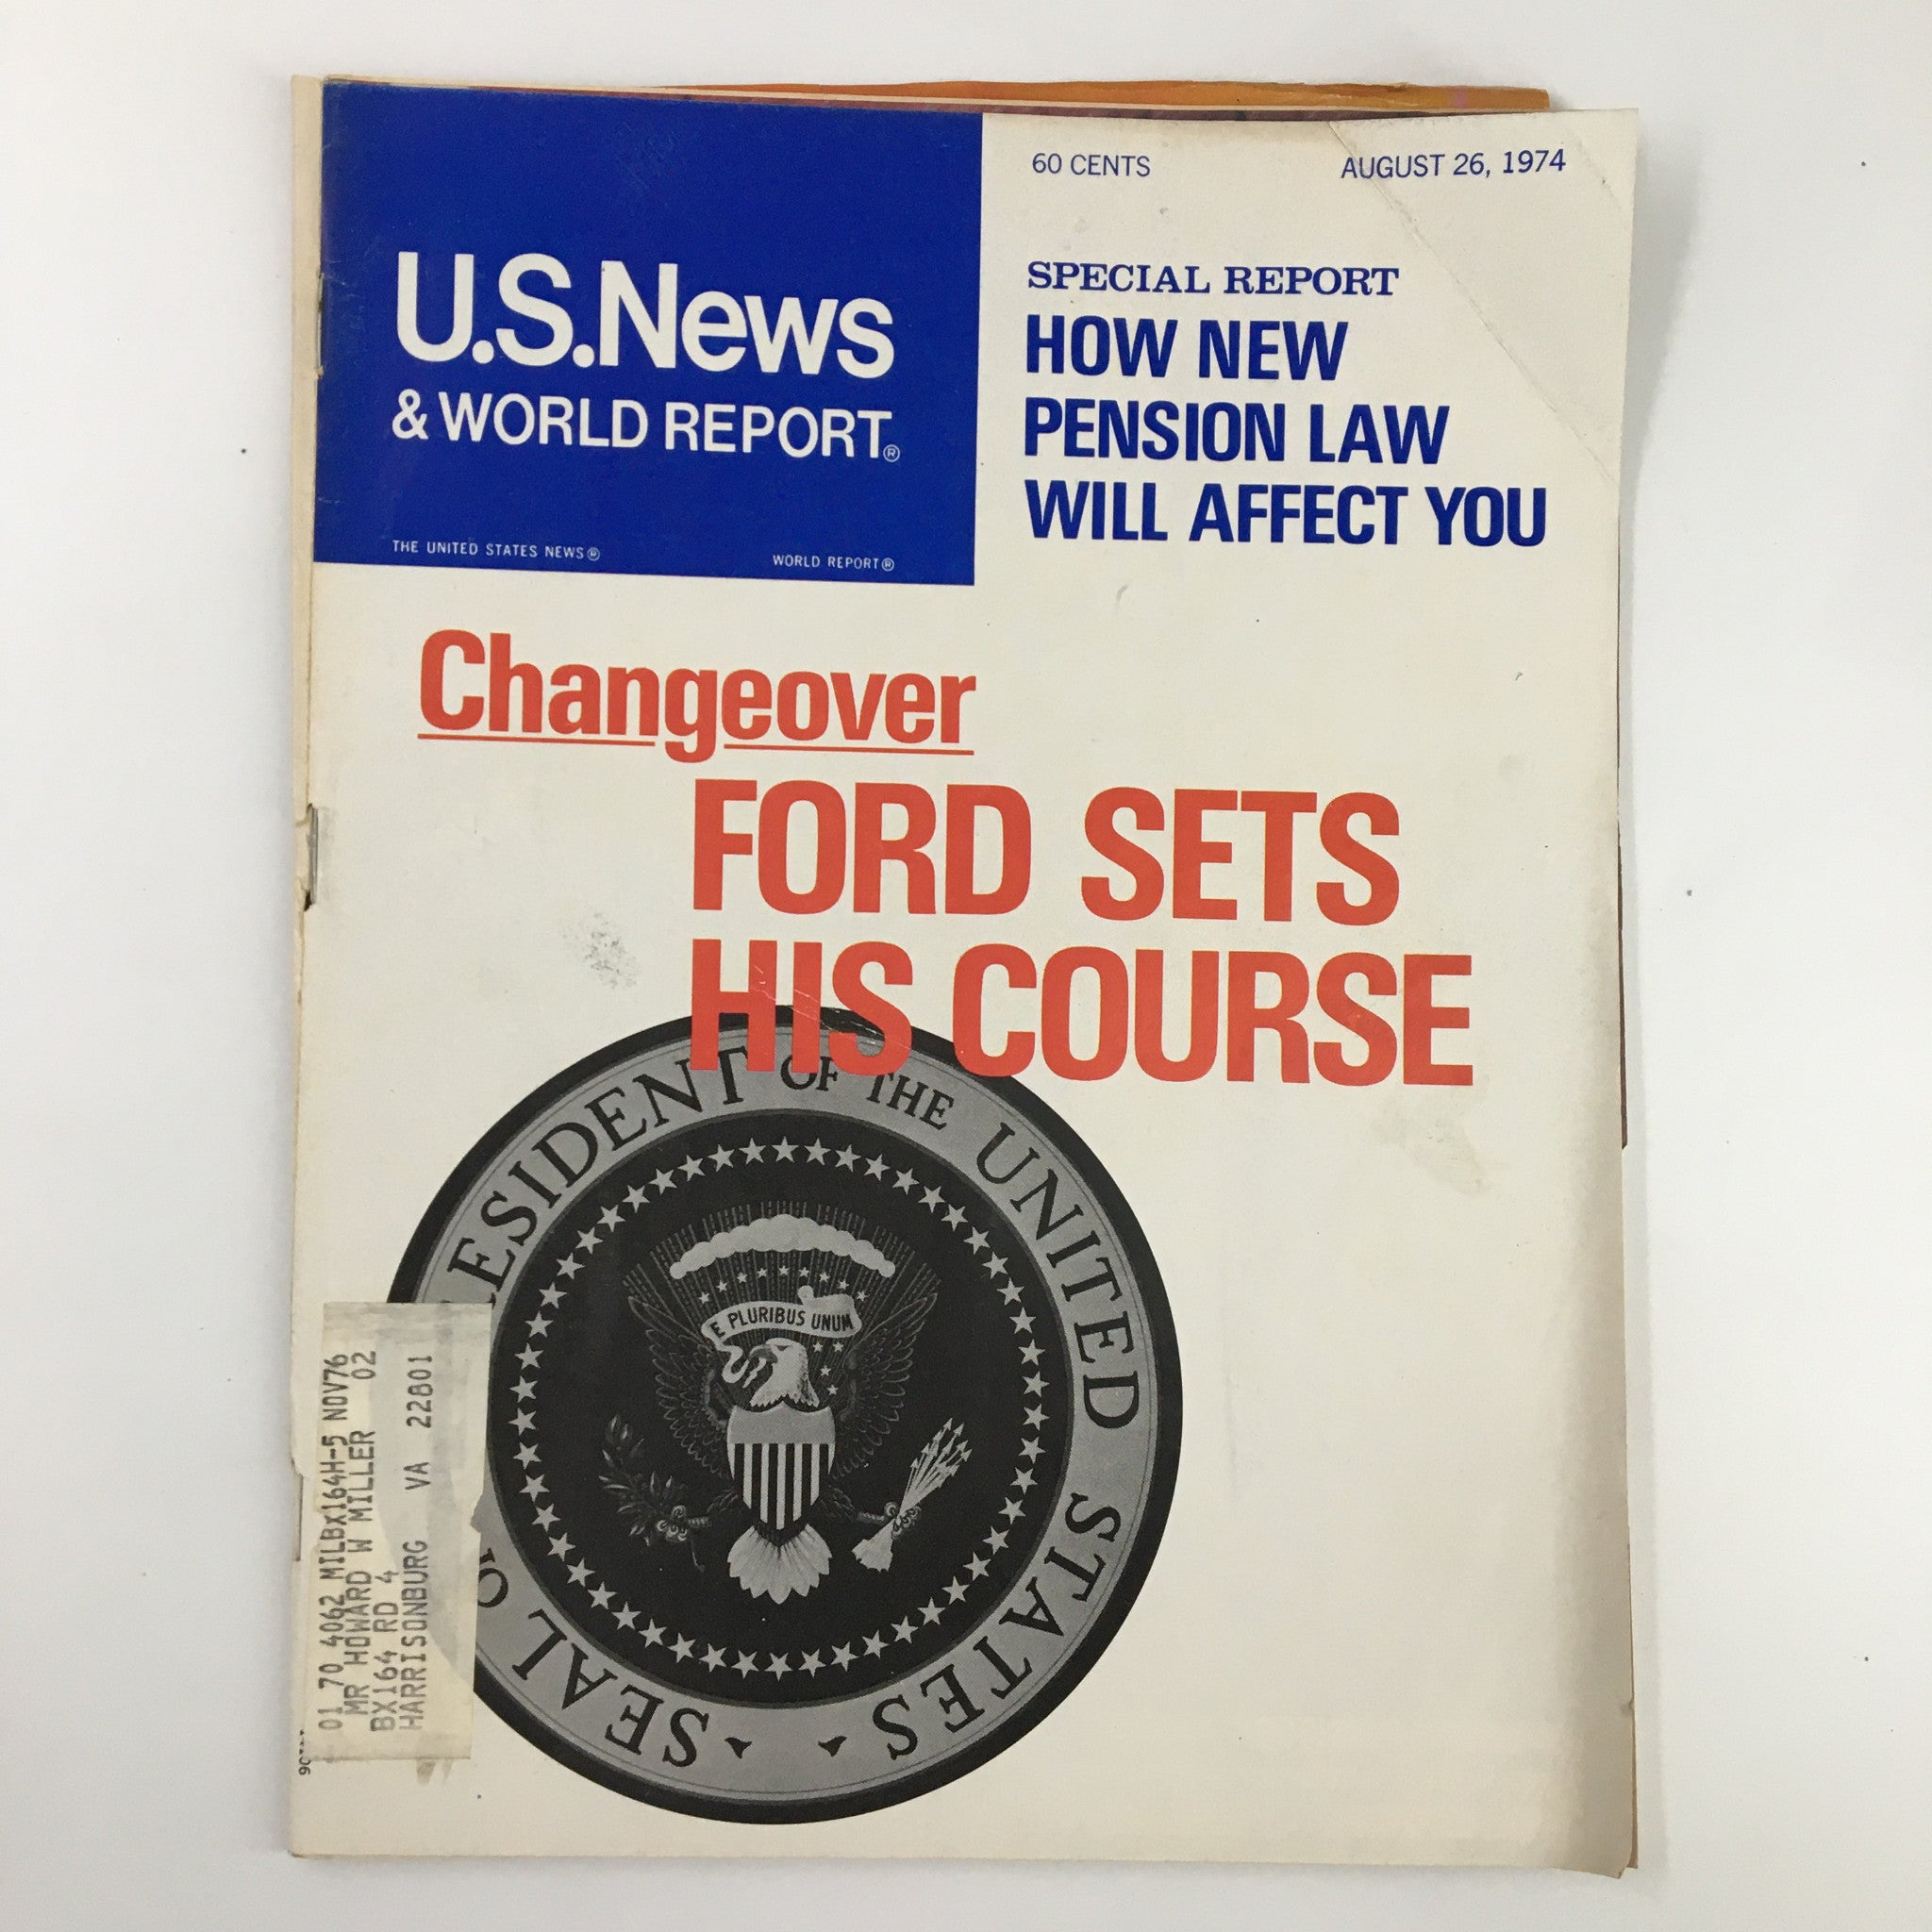 60 CENTS
AUGUST 26, 1974
U.S.News
& WORLD REPORT®
THE UNITED STATES NEWS®
WORLD REPORT®
SPECIAL REPORT
HOW NEW
PENSION LAW
WILL AFFECT YOU
Changeover
FORD SETS
HIS COURSE
SEAL O
ESIDENT OF THE UNITED STATES
E PLURIBUS UNUM
01 70 4062 MILBX164H-5 NOV76
MR HOWARD W MILLER 02
BX164 RD 4
HARRISONBURG VA 22801